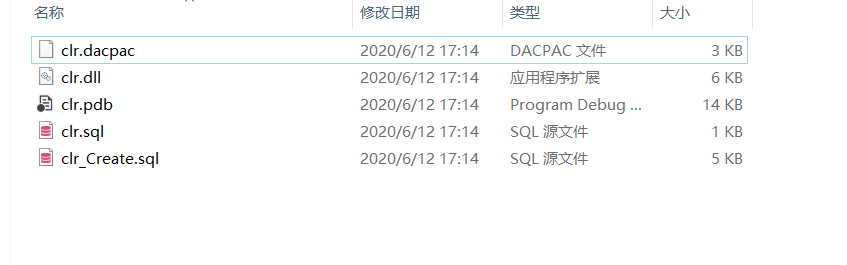 名称 修改日期 类型 大小
clr.dacpac 2020/6/12 17:14 DACPAC 文件 3 KB
clr.dll 2020/6/12 17:14 应用程序扩展 6 KB
clr.pdb 2020/6/12 17:14 Program Debug ... 14 KB
clr.sql 2020/6/12 17:14 SQL 源文件 1 KB
clr_Create.sql 2020/6/12 17:14 SQL 源文件 5 KB